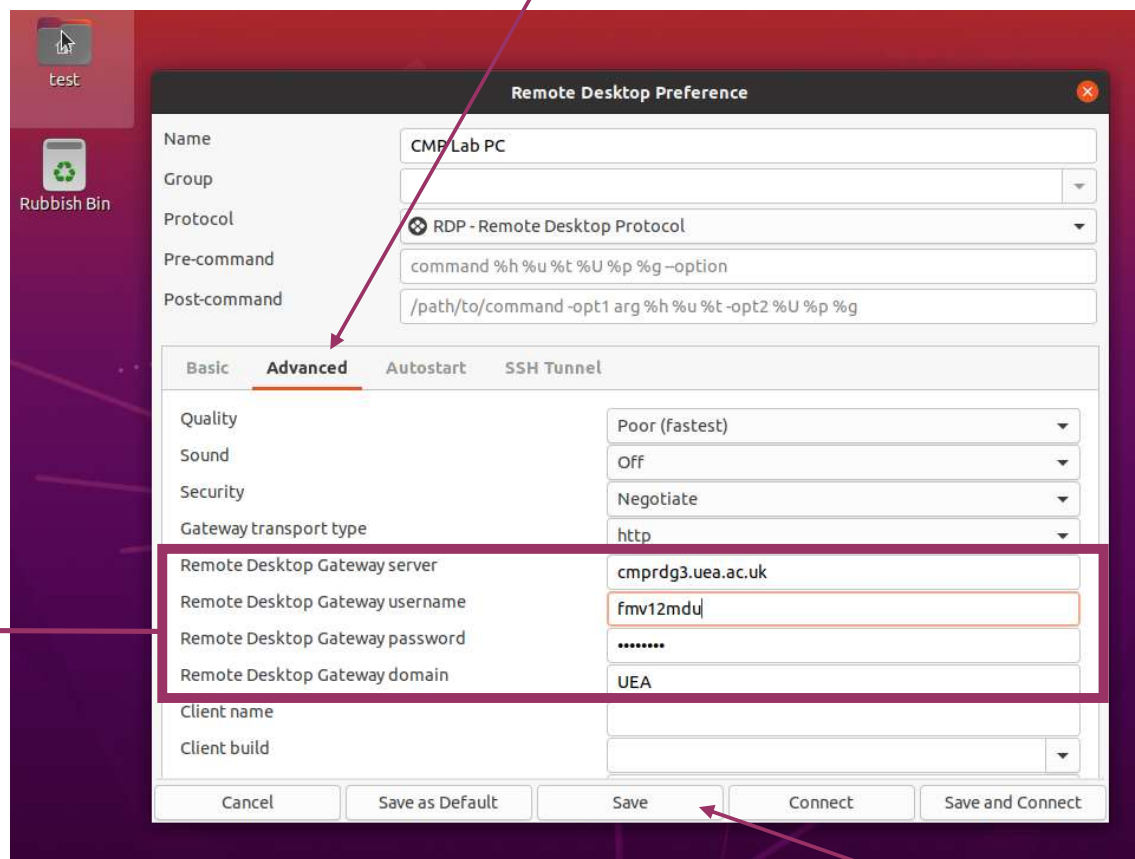 test
Rubbish Bin
Remote Desktop Preference
Name CMP Lab PC
Group
Protocol RDP - Remote Desktop Protocol
Pre-command command %h %u %t %U %p %g --option
Post-command /path/to/command -opt1 arg %h %u %t -opt2 %U %p %g
Basic Advanced Autostart SSH Tunnel
Quality Poor (fastest)
Sound Off
Security Negotiate
Gateway transport type http
Remote Desktop Gateway server cmprdg3.uea.ac.uk
Remote Desktop Gateway username fmv12mdu
Remote Desktop Gateway password ••••••••
Remote Desktop Gateway domain UEA
Client name
Client build
Cancel Save as Default Save Connect Save and Connect